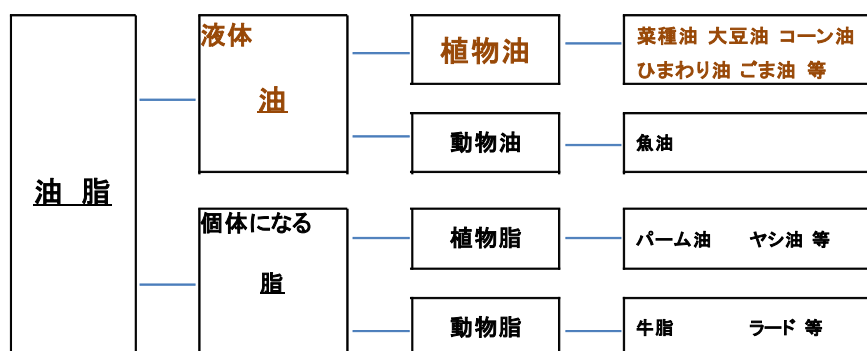 油 脂
液体
油
植物油
菜種油 大豆油 コーン油
ひまわり油 ごま油 等
動物油
魚油
個体になる
脂
植物脂
パーム油 ヤシ油 等
動物脂
牛脂 ラード 等